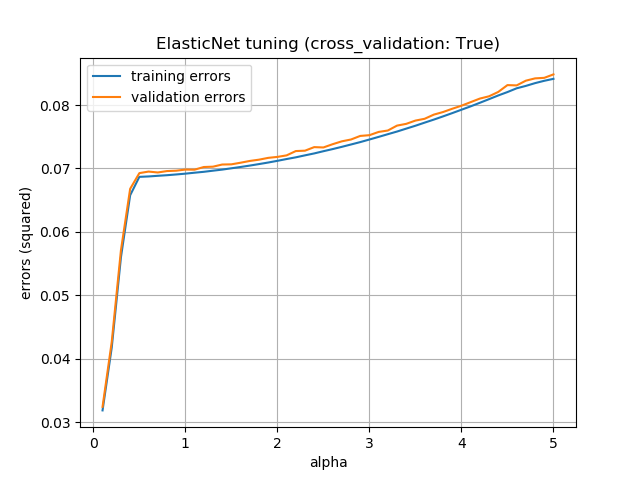 ElasticNet tuning (cross_validation: True)
training errors
validation errors
errors (squared)
0.08
0.07
0.06
0.05
0.04
0.03
0
1
2
3
4
5
alpha